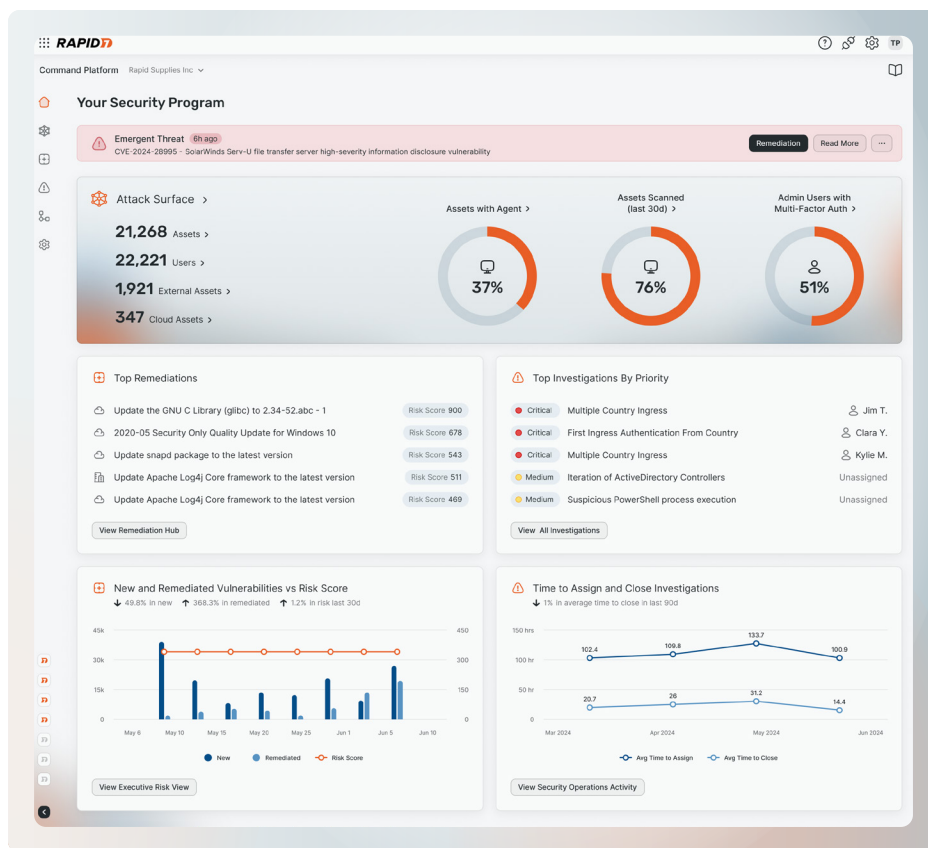 RAPID7
TP
Command Platform Rapid Supplies Inc
Your Security Program
Emergent Threat 6h ago
CVE-2024-28995 - SolarWinds Serv-U file transfer server high-severity information disclosure vulnerability
Remediation Read More ...
Attack Surface >
21,268 Assets >
22,221 Users >
1,921 External Assets >
347 Cloud Assets >
Assets with Agent >
37%
Assets Scanned
(last 30d) >
76%
Admin Users with
Multi-Factor Auth >
51%
Top Remediations
Update the GNU C Library (glibc) to 2.34-52.abc - 1 Risk Score 900
2020-05 Security Only Quality Update for Windows 10 Risk Score 678
Update snapd package to the latest version Risk Score 543
Update Apache Log4j Core framework to the latest version Risk Score 511
Update Apache Log4j Core framework to the latest version Risk Score 469
View Remediation Hub
Top Investigations By Priority
Critical Multiple Country Ingress Jim T.
Critical First Ingress Authentication From Country Clara Y.
Critical Multiple Country Ingress Kylie M.
Medium Iteration of ActiveDirectory Controllers Unassigned
Medium Suspicious PowerShell process execution Unassigned
View All Investigations
New and Remediated Vulnerabilities vs Risk Score
↓ 49.8% in new ↑ 368.3% in remediated ↑ 1.2% in risk last 30d
45k 450
30k 300
15k 150
0 0
May 6 May 10 May 15 May 20 May 25 Jun 1 Jun 5 Jun 10
New Remediated Risk Score
View Executive Risk View
Time to Assign and Close Investigations
↓ 1% in average time to close in last 90d
150 hrs
100 hr
50 hr
0
102.4 109.8 133.7 100.9
20.7 26 31.2 14.4
Mar 2024 Apr 2024 May 2024 Jun 2024
Avg Time to Assign Avg Time to Close
View Security Operations Activity